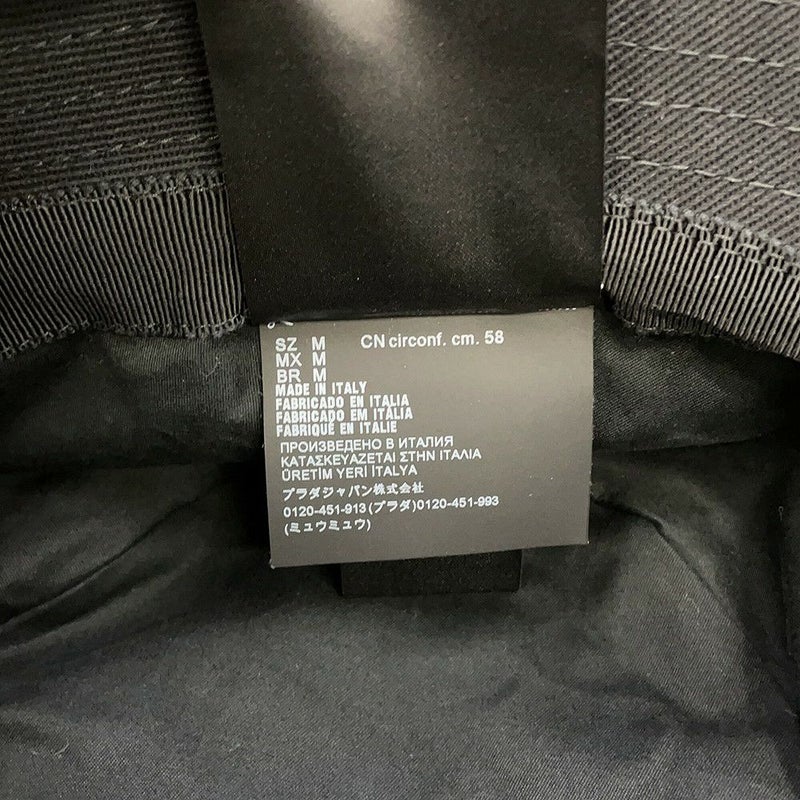 SZ M CN circonf. cm. 58
MX M
BR M
MADE IN ITALY
FABRICADO EN ITALIA
FABRICADO EM ITÁLIA
FABRIQUÉ EN ITALIE
ПРОИЗВЕДЕНО В ИТАЛИЯ
ΚΑΤΑΣΚΕΥΑΖΕΤΑΙ ΣΤΗΝ ΙΤΑΛΙΑ
ÜRETİM YERİ İTALYA
プラダジャパン株式会社
0120-451-913(プラダ)0120-451-993
(ミュウミュウ)